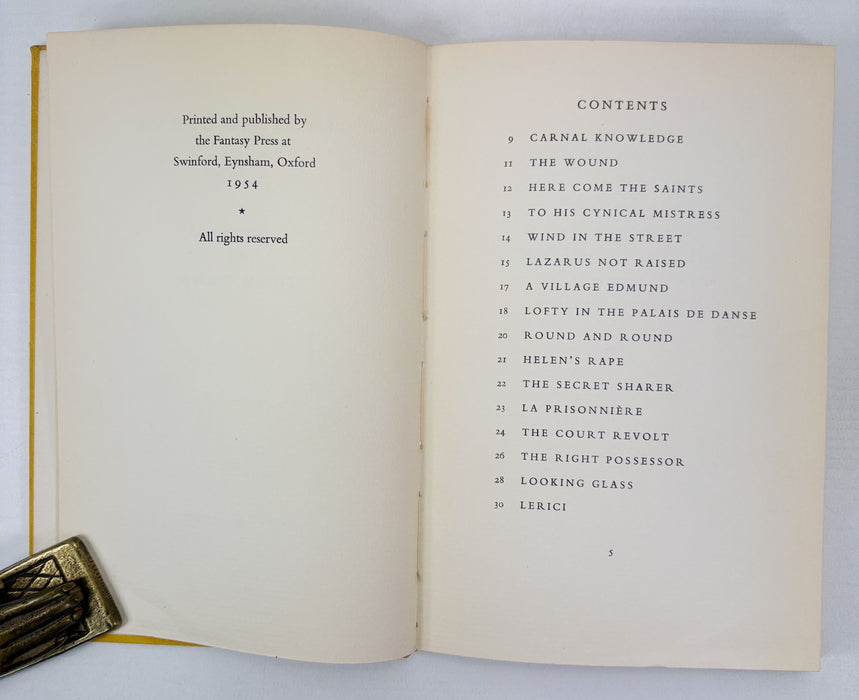 Printed and published by
the Fantasy Press at
Swinford, Eynsham, Oxford
1954
★
All rights reserved
CONTENTS
9 CARNAL KNOWLEDGE
11 THE WOUND
12 HERE COME THE SAINTS
13 TO HIS CYNICAL MISTRESS
14 WIND IN THE STREET
15 LAZARUS NOT RAISED
17 A VILLAGE EDMUND
18 LOFTY IN THE PALAIS DE DANSE
20 ROUND AND ROUND
21 HELEN'S RAPE
22 THE SECRET SHARER
23 LA PRISONNIÈRE
24 THE COURT REVOLT
26 THE RIGHT POSSESSOR
28 LOOKING GLASS
30 LERICI
5